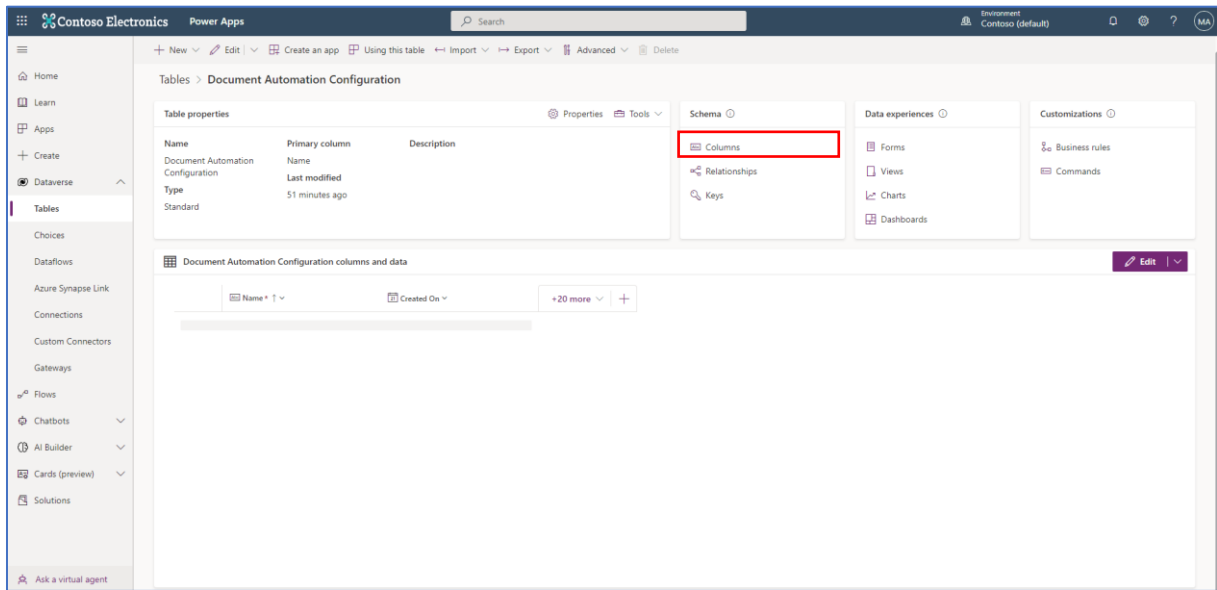 Contoso Electronics Power Apps
Search
Environment
Contoso (default)
?
MA
New Edit Create an app Using this table Import Export Advanced Delete
Home
Learn
Apps
Create
Dataverse
Tables
Choices
Dataflows
Azure Synapse Link
Connections
Custom Connectors
Gateways
Flows
Chatbots
AI Builder
Cards (preview)
Solutions
Ask a virtual agent
Tables > Document Automation Configuration
Table properties
Properties Tools
Name
Document Automation
Configuration
Type
Standard
Primary column
Name
Last modified
51 minutes ago
Description
Schema
Columns
Relationships
Keys
Data experiences
Forms
Views
Charts
Dashboards
Customizations
Business rules
Commands
Document Automation Configuration columns and data
Edit
Name * ↑
Created On
+20 more +